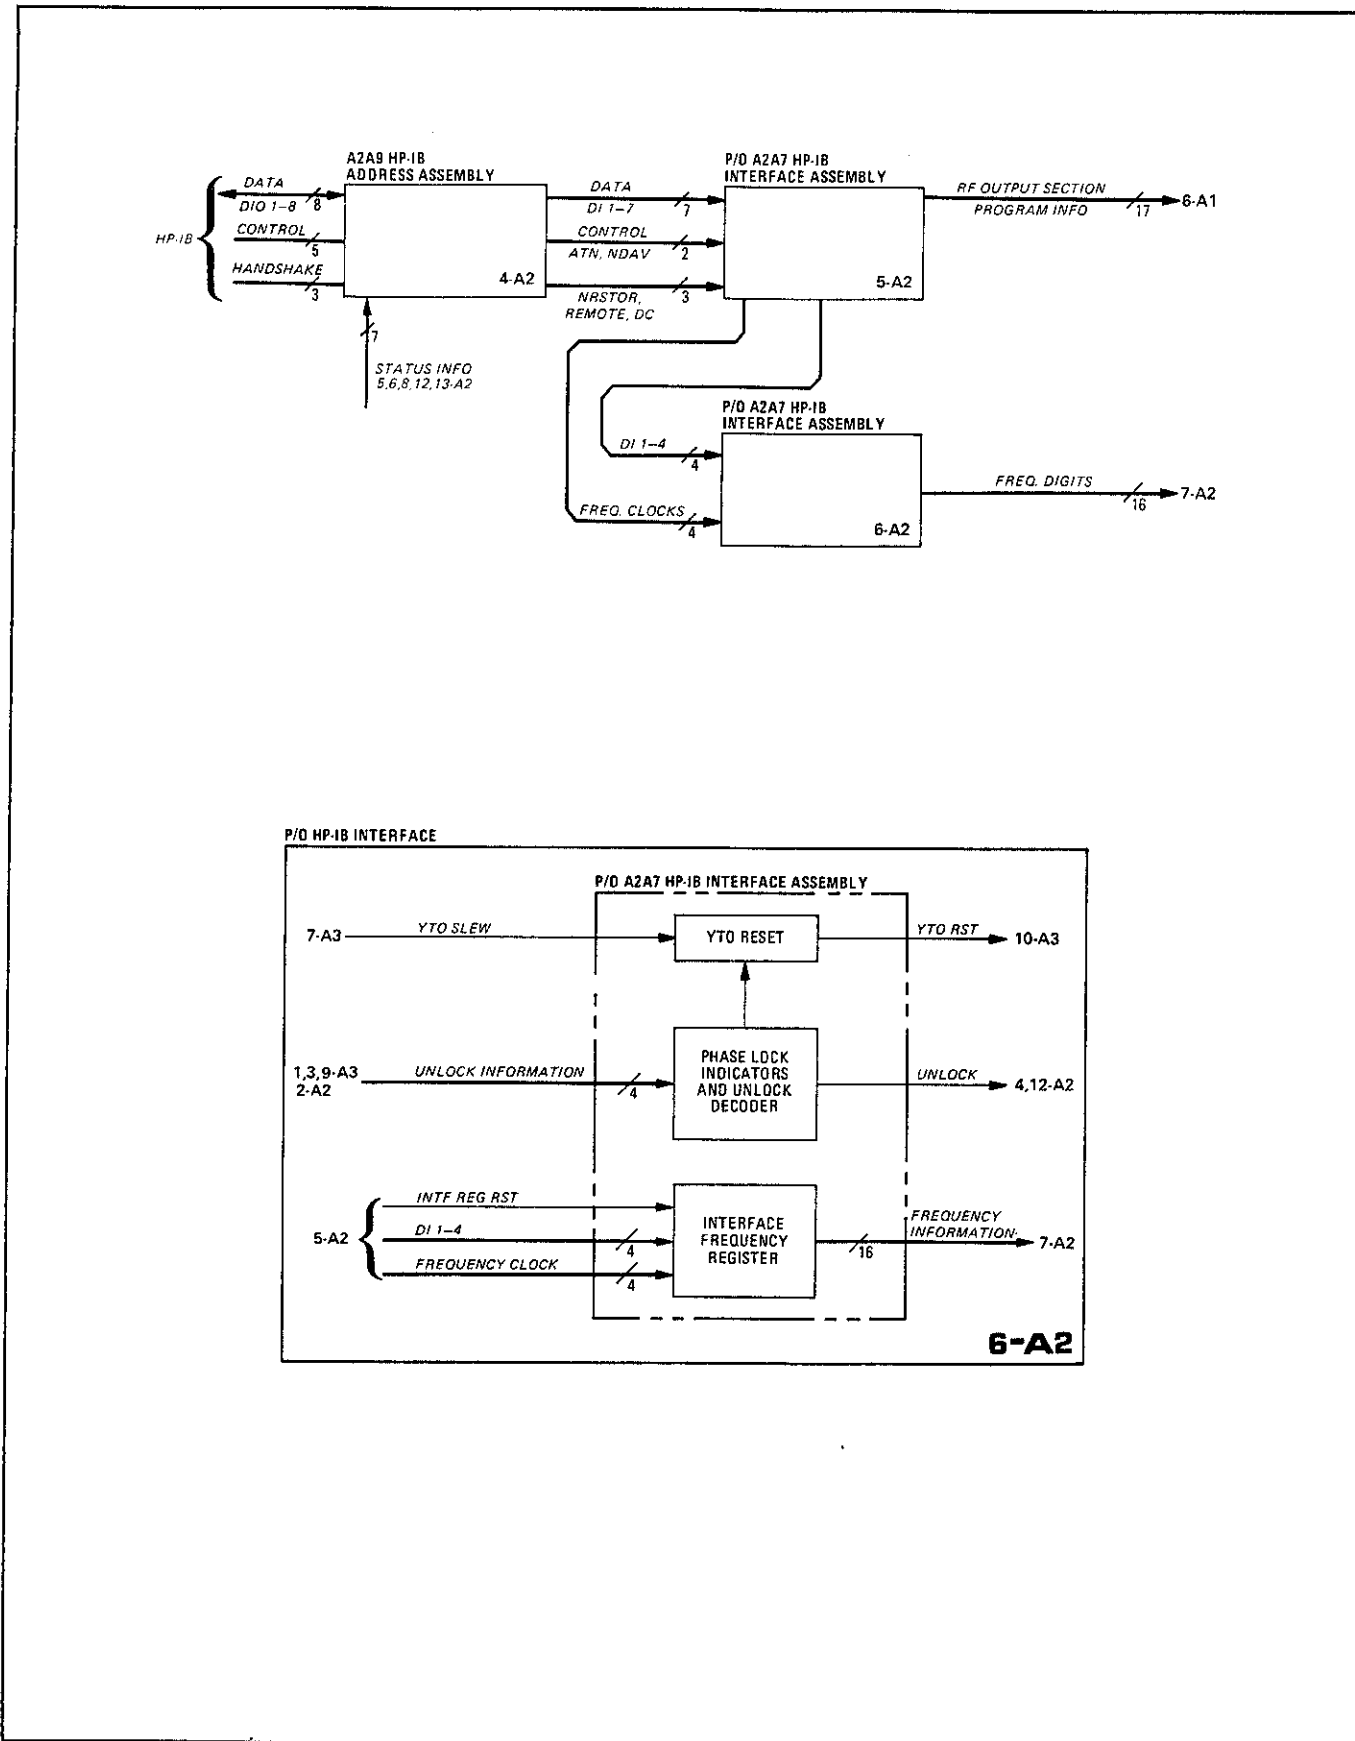 A2A9 HP-IB
ADDRESS ASSEMBLY
P/O A2A7 HP-IB
INTERFACE ASSEMBLY
HP-IB
DATA
DIO 1-8
8
CONTROL
5
HANDSHAKE
3
4-A2
7
STATUS INFO
5,6,8,12,13-A2
DATA
DI 1-7
7
CONTROL
ATN, NDAV
2
NRSTOR,
REMOTE, DC
3
5-A2
RF OUTPUT SECTION
PROGRAM INFO
17
6-A1
P/O A2A7 HP-IB
INTERFACE ASSEMBLY
DI 1-4
4
FREQ. CLOCKS
4
6-A2
FREQ. DIGITS
16
7-A2
P/O HP-IB INTERFACE
P/O A2A7 HP-IB INTERFACE ASSEMBLY
7-A3
YTO SLEW
YTO RESET
YTO RST
10-A3
1,3,9-A3
2-A2
UNLOCK INFORMATION
4
PHASE LOCK
INDICATORS
AND UNLOCK
DECODER
UNLOCK
4,12-A2
5-A2
INTF REG RST
DI 1-4
4
FREQUENCY CLOCK
4
INTERFACE
FREQUENCY
REGISTER
16
FREQUENCY
INFORMATION
7-A2
6-A2